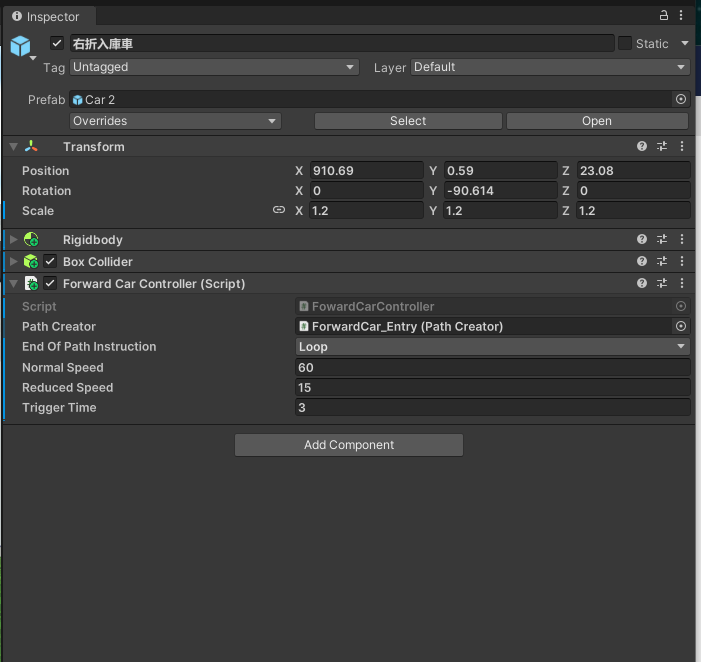 Inspector
右折入庫車 Static
Tag Untagged Layer Default
Prefab Car 2
Overrides Select Open
Transform
Position X 910.69 Y 0.59 Z 23.08
Rotation X 0 Y -90.614 Z 0
Scale X 1.2 Y 1.2 Z 1.2
Rigidbody
Box Collider
Forward Car Controller (Script)
Script # FowardCarController
Path Creator # ForwardCar_Entry (Path Creator)
End Of Path Instruction Loop
Normal Speed 60
Reduced Speed 15
Trigger Time 3
Add Component